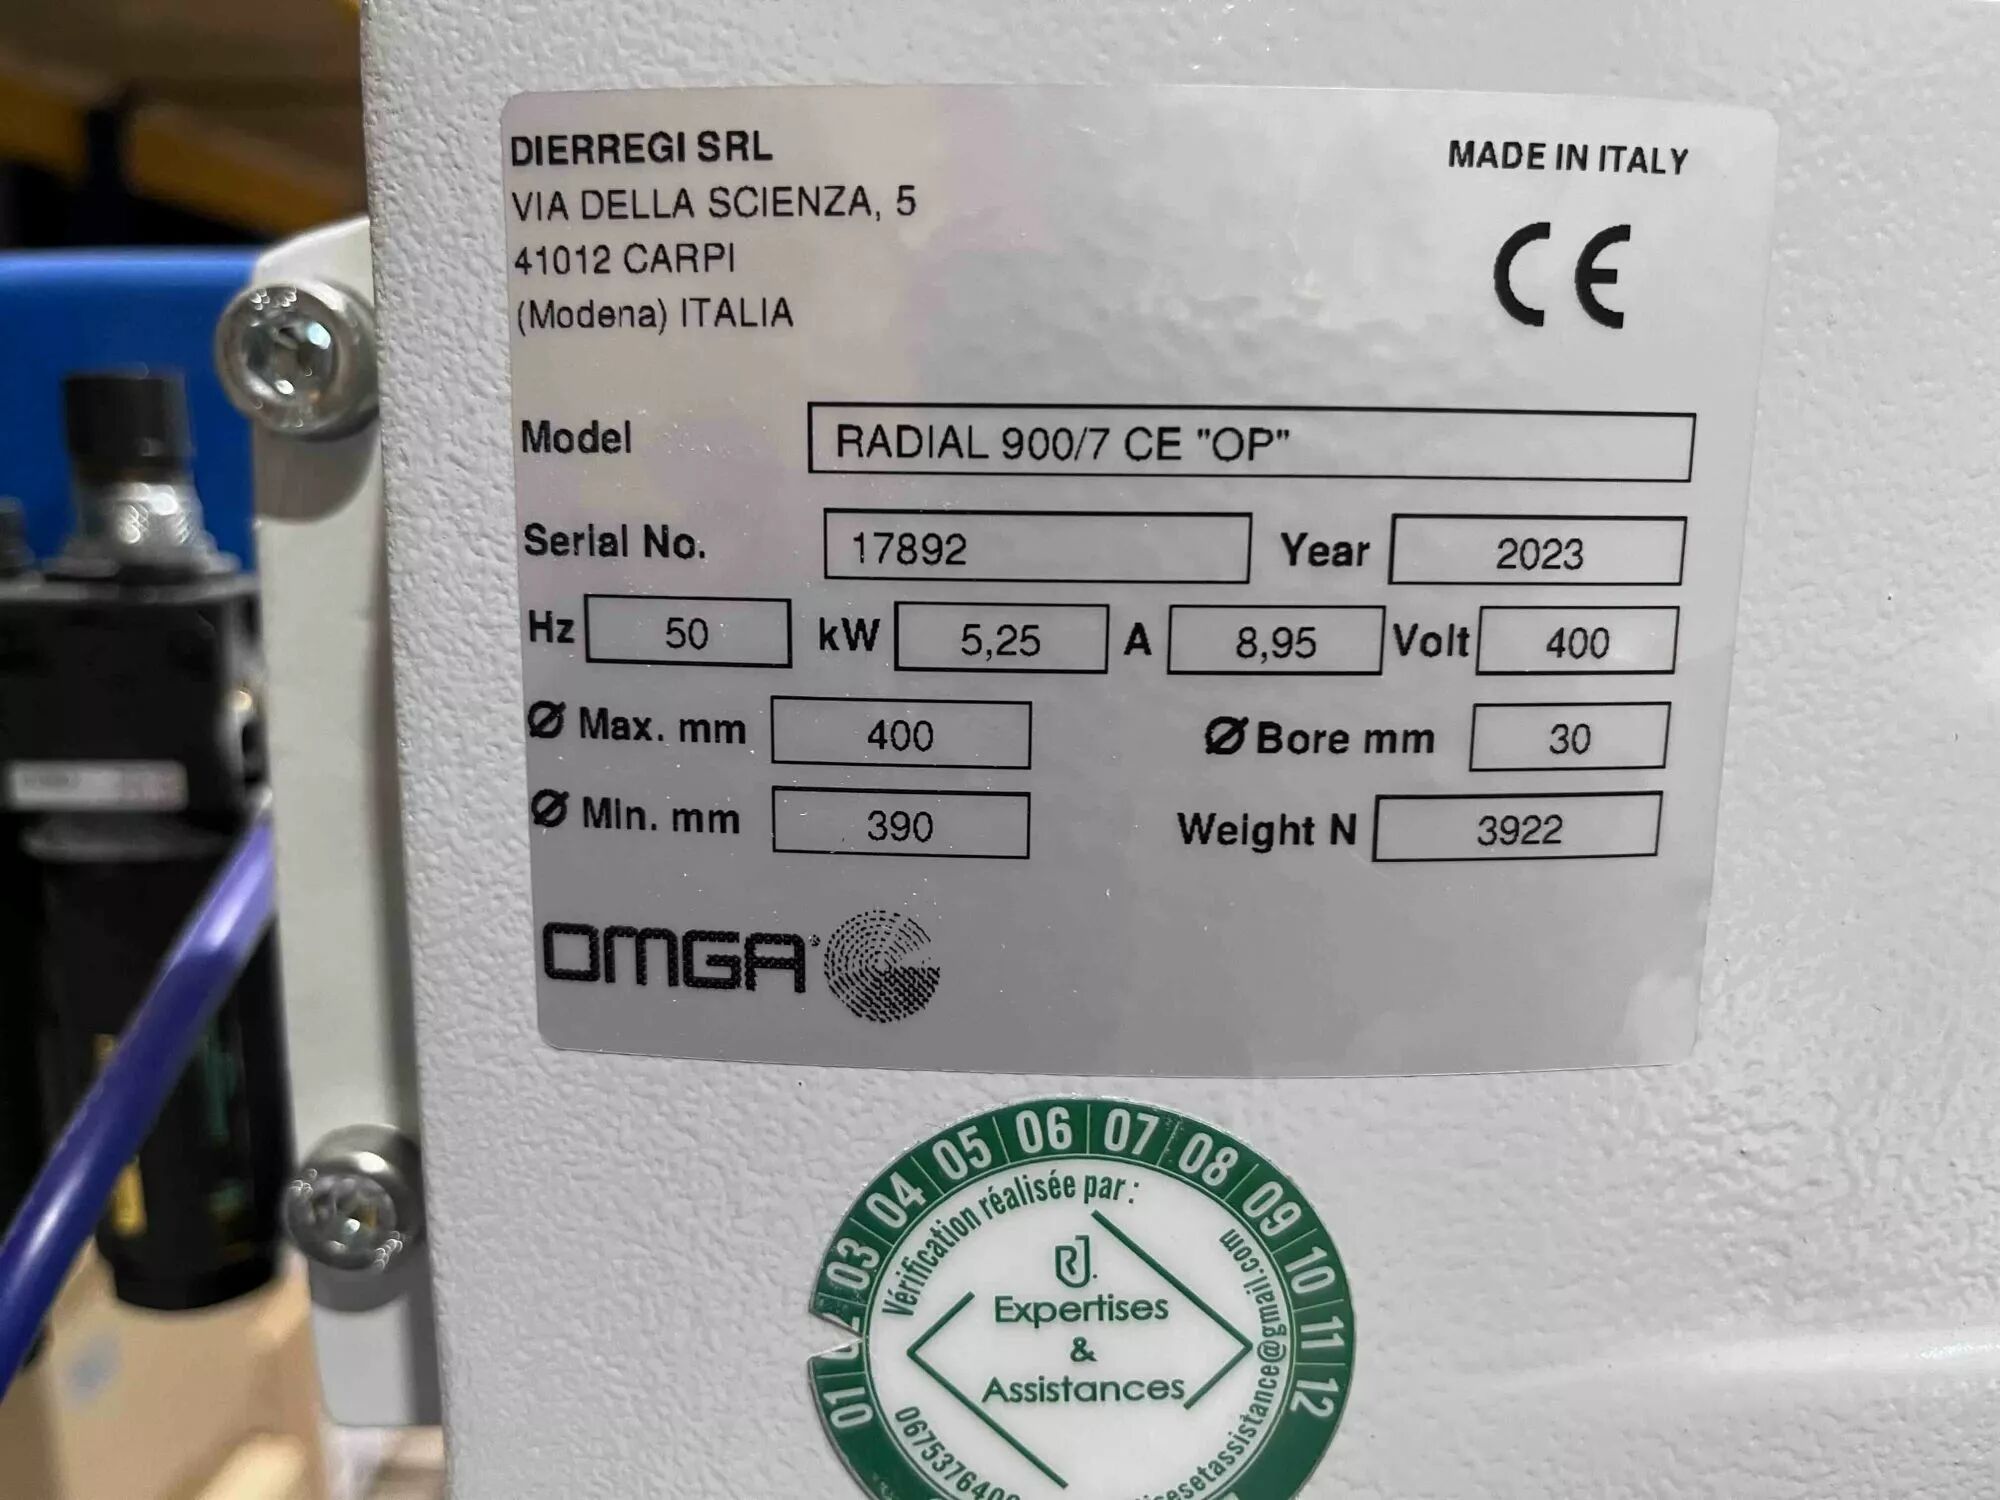 DIERREGI SRL
VIA DELLA SCIENZA, 5
41012 CARPI
(Modena) ITALIA
MADE IN ITALY
CE
Model RADIAL 900/7 CE "OP"
Serial No. 17892 Year 2023
Hz 50 kW 5,25 A 8,95 Volt 400
Ø Max. mm 400 Ø Bore mm 30
Ø Min. mm 390 Weight N 3922
OMGA
01 03 04 05 06 07 08 09 10 11 12
Vérification réalisée par :
RJ.
Expertises
&
Assistances